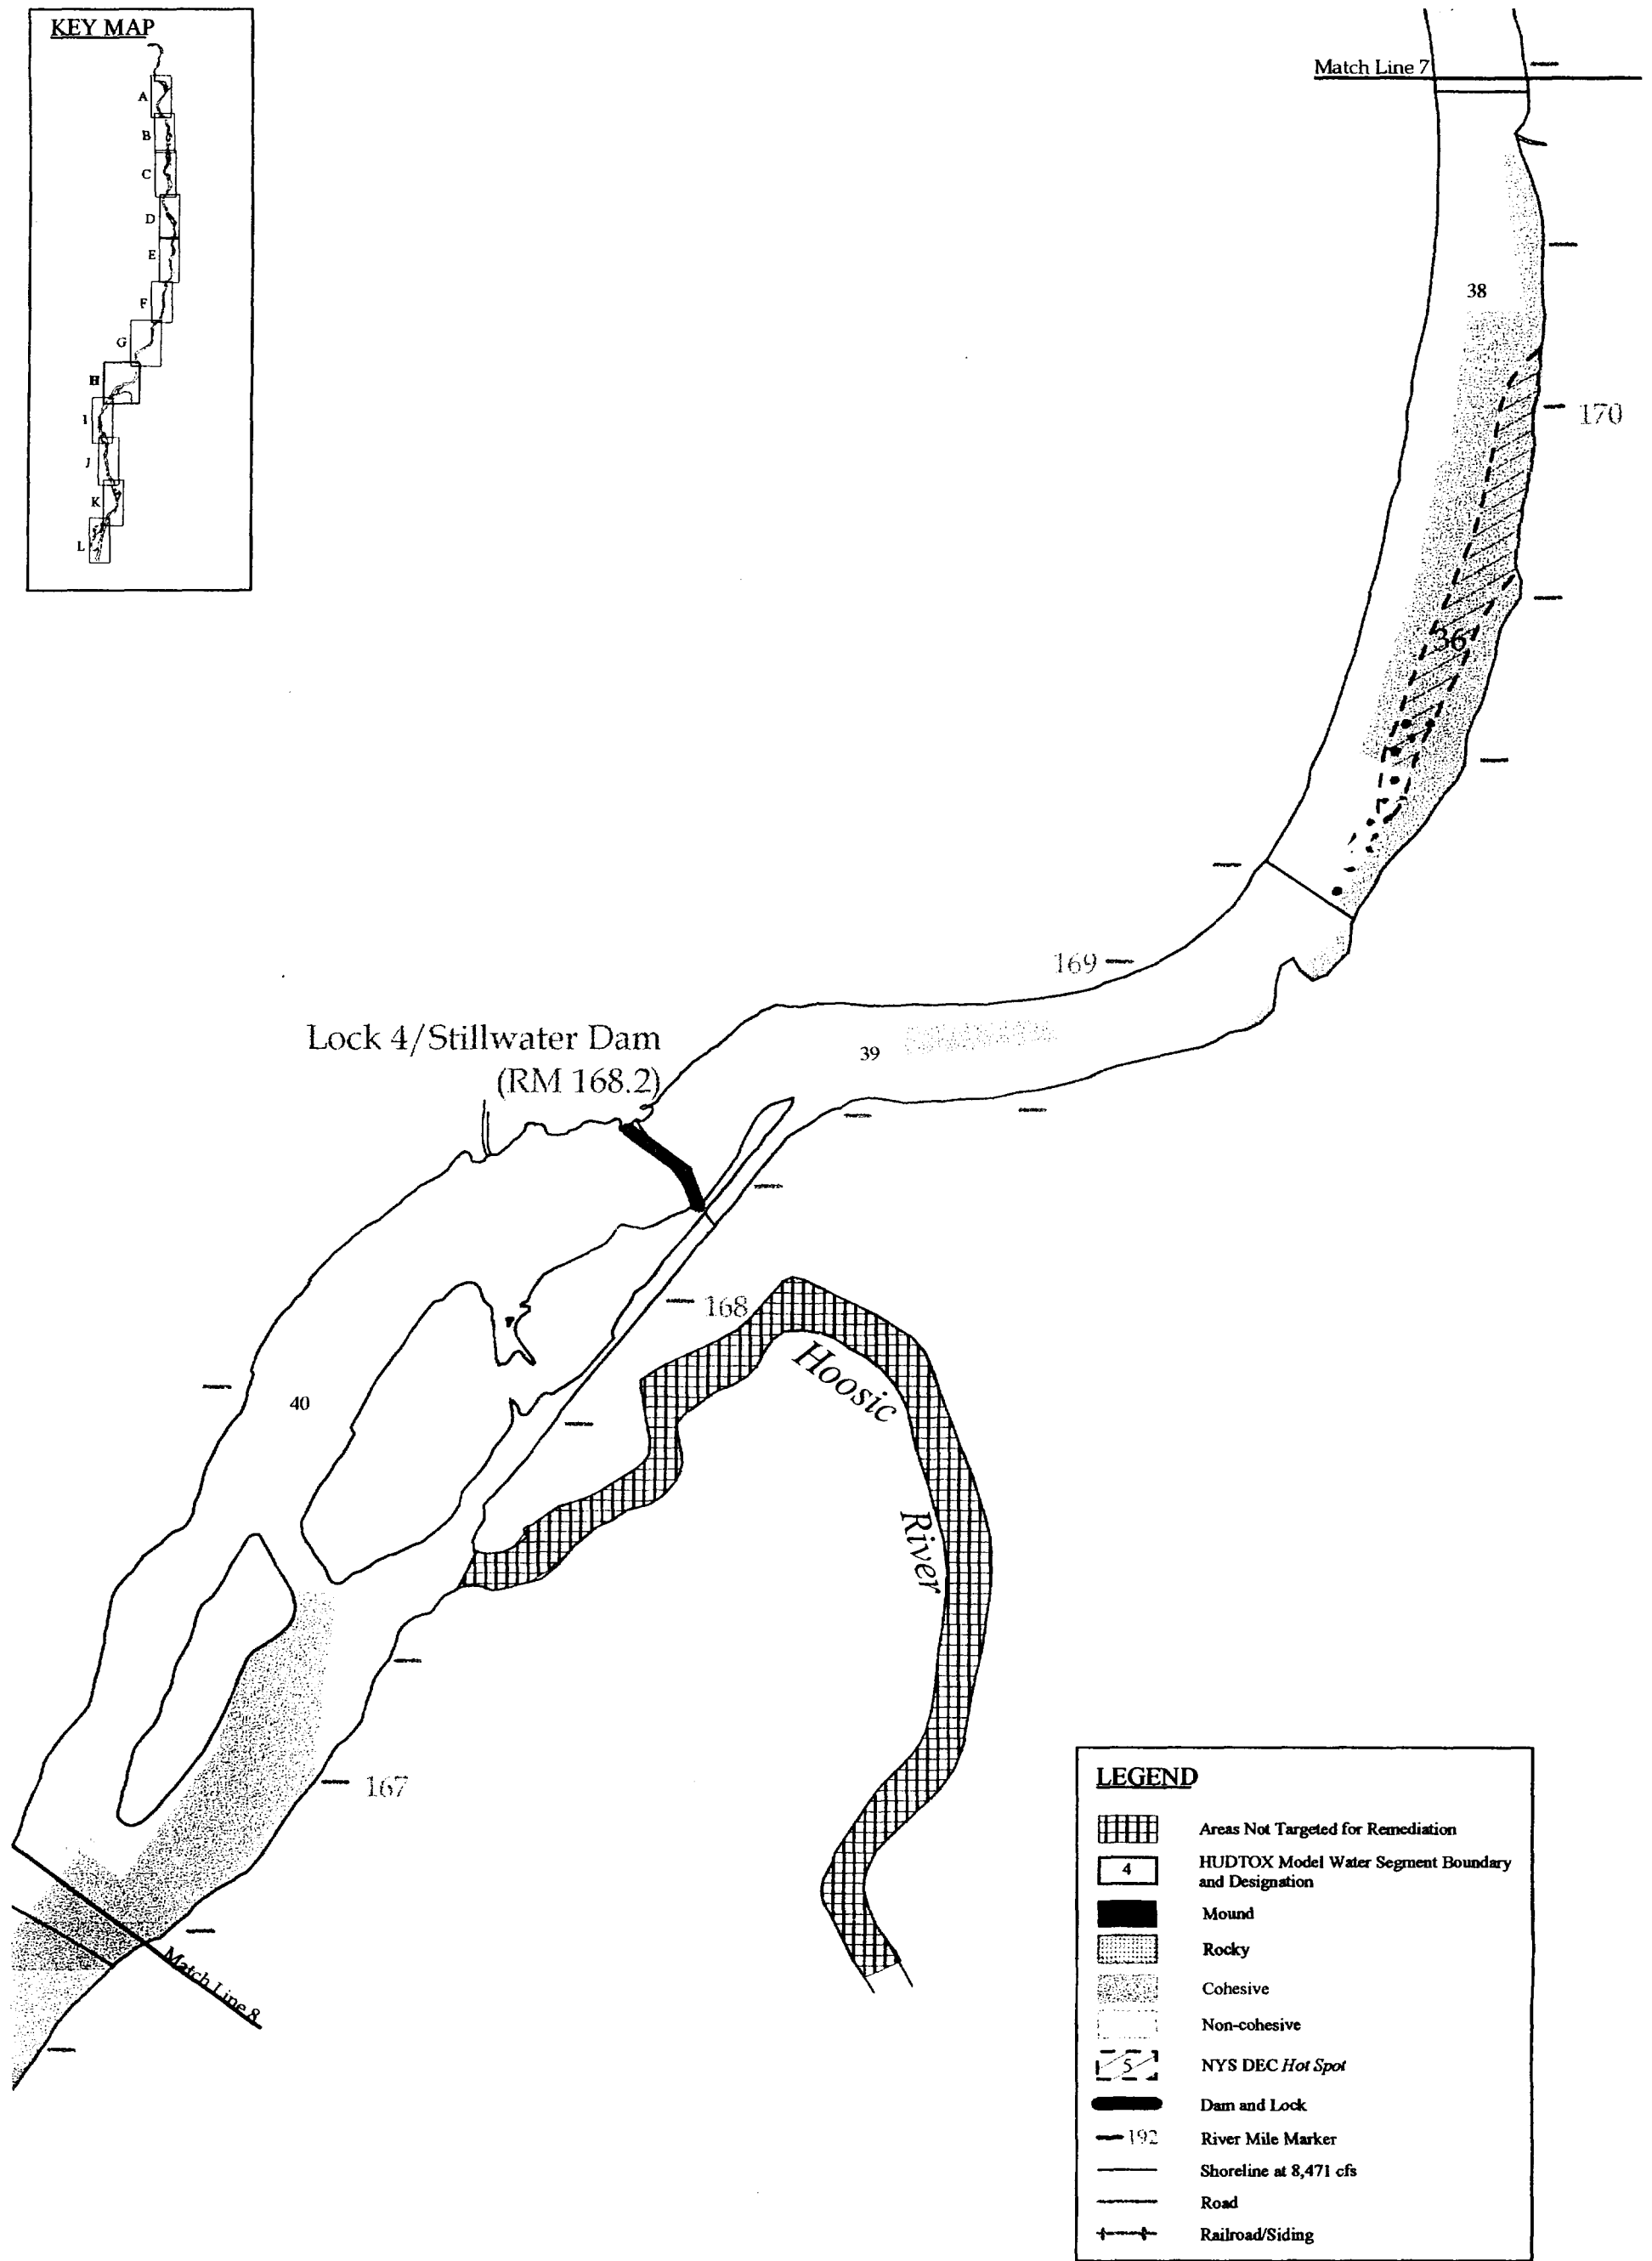 KEY MAP
A
B
C
D
E
F
G
H
I
J
K
L
Match Line 7
38
170
36
169
Lock 4/Stillwater Dam
(RM 168.2)
39
168
Hoosic
River
40
167
Match Line 8
LEGEND
Areas Not Targeted for Remediation
4 HUDTOX Model Water Segment Boundary
and Designation
Mound
Rocky
Cohesive
Non-cohesive
5 NYS DEC Hot Spot
Dam and Lock
192 River Mile Marker
Shoreline at 8,471 cfs
Road
Railroad/Siding